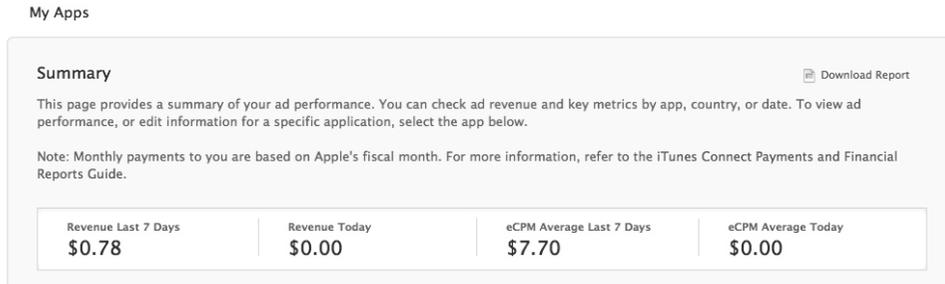 My Apps
Summary
Download Report
This page provides a summary of your ad performance. You can check ad revenue and key metrics by app, country, or date. To view ad
performance, or edit information for a specific application, select the app below.
Note: Monthly payments to you are based on Apple's fiscal month. For more information, refer to the iTunes Connect Payments and Financial
Reports Guide.
Revenue Last 7 Days
$0.78
Revenue Today
$0.00
eCPM Average Last 7 Days
$7.70
eCPM Average Today
$0.00